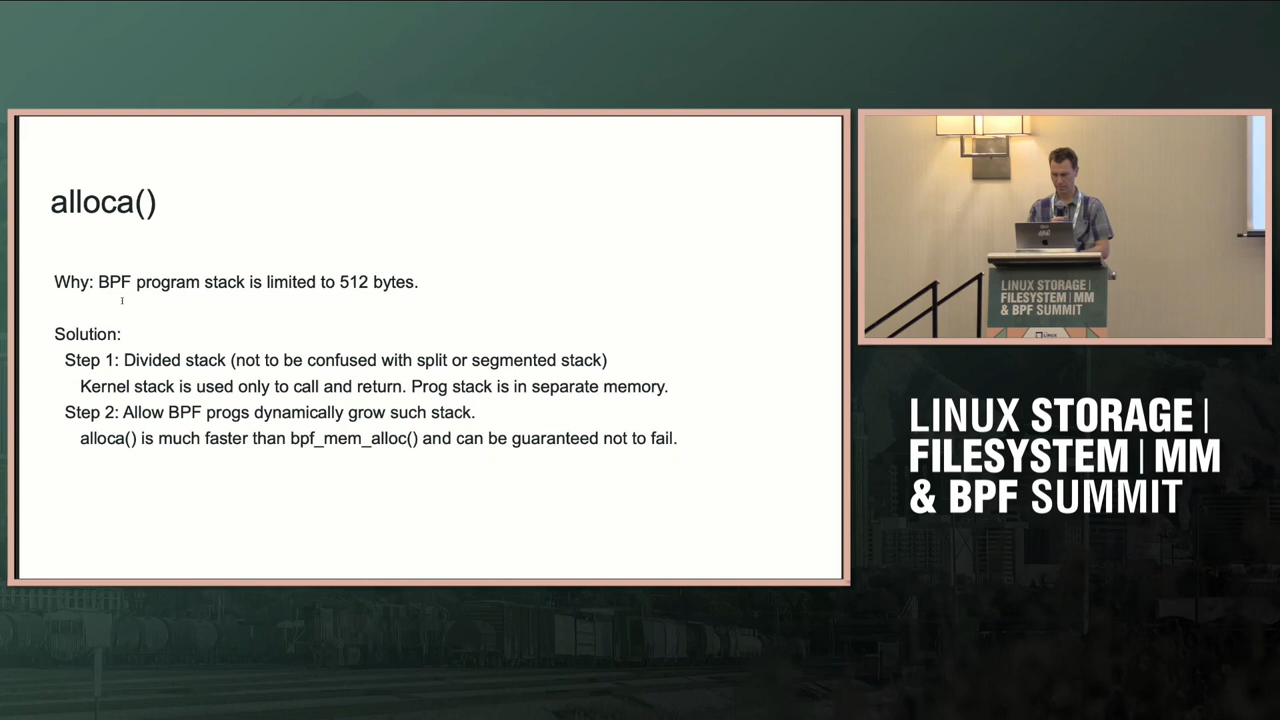 alloca()
Why: BPF program stack is limited to 512 bytes.
Solution:
Step 1: Divided stack (not to be confused with split or segmented stack)
Kernel stack is used only to call and return. Prog stack is in separate memory.
Step 2: Allow BPF progs dynamically grow such stack.
alloca() is much faster than bpf_mem_alloc() and can be guaranteed not to fail.
LINUX STORAGE |
FILESYSTEM | MM
& BPF SUMMIT
LINUX STORAGE |
FILESYSTEM | MM
& BPF SUMMIT